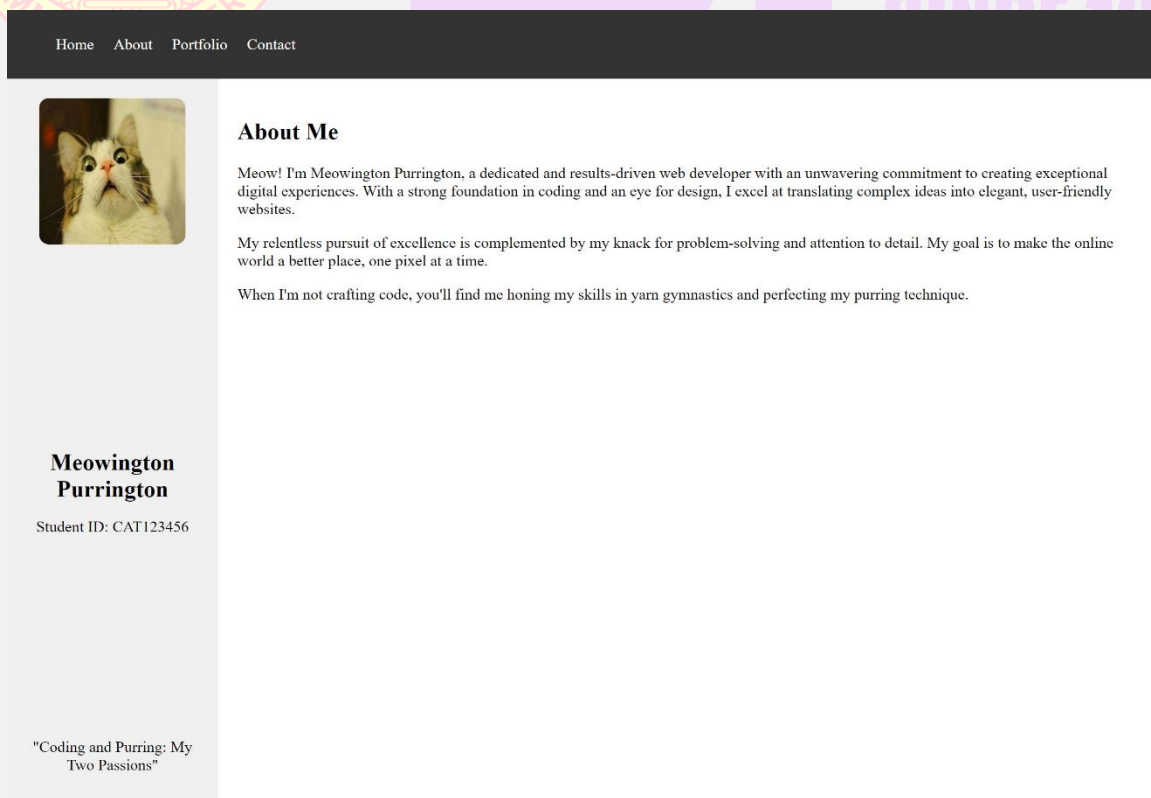 Home About Portfolio Contact
About Me
Meow! I'm Meowington Purrington, a dedicated and results-driven web developer with an unwavering commitment to creating exceptional
digital experiences. With a strong foundation in coding and an eye for design, I excel at translating complex ideas into elegant, user-friendly
websites.
My relentless pursuit of excellence is complemented by my knack for problem-solving and attention to detail. My goal is to make the online
world a better place, one pixel at a time.
When I'm not crafting code, you'll find me honing my skills in yarn gymnastics and perfecting my purring technique.
Meowington
Purrington
Student ID: CAT123456
"Coding and Purring: My
Two Passions"